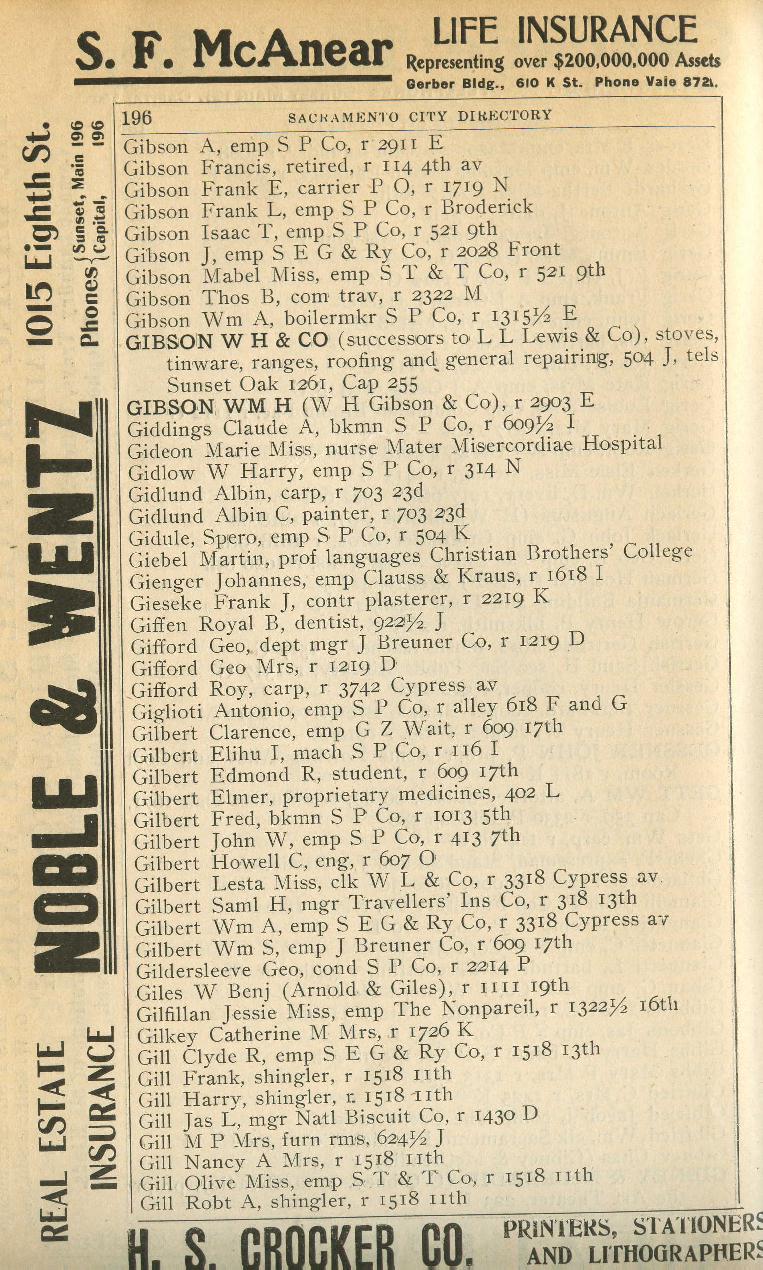 S. F. McAnear
LIFE INSURANCE
Representing over $200,000,000 Assets
Gerber Bldg., 610 K St. Phone Vale 872L.
196 SACRAMENTO CITY DIRECTORY
Gibson A, emp S P Co, r 2911 E
Gibson Francis, retired, r 114 4th av
Gibson Frank E, carrier P O, r 1719 N
Gibson Frank L, emp S P Co, r Broderick
Gibson Isaac T, emp S P Co, r 521 9th
Gibson J, emp S E G & Ry Co, r 2028 Front
Gibson Mabel Miss, emp S T & T Co, r 521 9th
Gibson Thos B, com trav, r 2322 M
Gibson Wm A, boilermkr S P Co, r 1315½ E
GIBSON W H & CO (successors to L L Lewis & Co), stoves,
tinware, ranges, roofing and general repairing, 504 J, tels
Sunset Oak 1261, Cap 255
GIBSON WM H (W H Gibson & Co), r 2903 E
Giddings Claude A, bkmn S P Co, r 609½ I
Gideon Marie Miss, nurse Mater Misercordiae Hospital
Gidlow W Harry, emp S P Co, r 314 N
Gidlund Albin, carp, r 703 23d
Gidlund Albin C, painter, r 703 23d
Gidule, Spero, emp S P Co, r 504 K
Giebel Martin, prof languages Christian Brothers' College
Gienger Johannes, emp Clauss & Kraus, r 1618 I
Gieseke Frank J, contr plasterer, r 2219 K
Giffen Royal B, dentist, 922½ J
Gifford Geo, dept mgr J Breuner Co, r 1219 D
Gifford Geo Mrs, r 1219 D
Gifford Roy, carp, r 3742 Cypress av
Giglioti Antonio, emp S P Co, r alley 618 F and G
Gilbert Clarence, emp G Z Wait, r 609 17th
Gilbert Elihu I, mach S P Co, r 116 I
Gilbert Edmond R, student, r 609 17th
Gilbert Elmer, proprietary medicines, 402 L
Gilbert Fred, bkmn S P Co, r 1013 5th
Gilbert John W, emp S P Co, r 413 7th
Gilbert Howell C, eng, r 607 O
Gilbert Lesta Miss, clk W L & Co, r 3318 Cypress av.
Gilbert Saml H, mgr Travellers' Ins Co, r 318 13th
Gilbert Wm A, emp S E G & Ry Co, r 3318 Cypress av
Gilbert Wm S, emp J Breuner Co, r 609 17th
Gildersleeve Geo, cond S P Co, r 2214 P
Giles W Benj (Arnold & Giles), r 1111 19th
Gilfillan Jessie Miss, emp The Nonpareil, r 1322½ 16th
Gilkey Catherine M Mrs, r 1726 K
Gill Clyde R, emp S E G & Ry Co, r 1518 13th
Gill Frank, shingler, r 1518 11th
Gill Harry, shingler, r 1518 11th
Gill Jas L, mgr Natl Biscuit Co, r 1430 D
Gill M P Mrs, furn rms, 624½ J
Gill Nancy A Mrs, r 1518 11th
Gill Olive Miss, emp S T & T Co, r 1518 11th
Gill Robt A, shingler, r 1518 11th
REAL ESTATE
INSURANCE
NOBLE & WENTZ
1015 Eighth St.
Phones { Sunset, Main 196
Capital, 196
H. S. CROCKER CO.
PRINTERS, STATIONERS
AND LITHOGRAPHERS